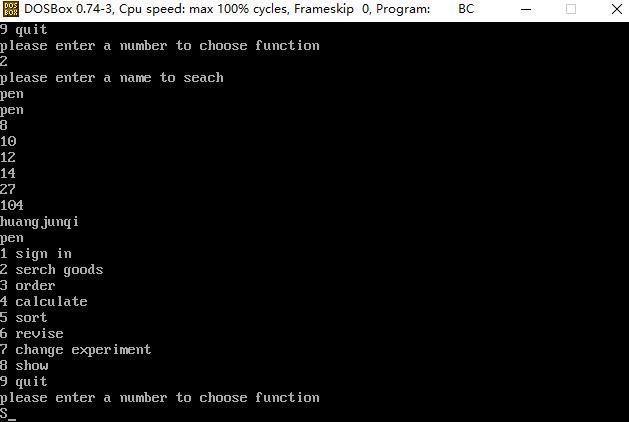 DOS
BOX
DOSBox 0.74-3, Cpu speed: max 100% cycles, Frameskip 0, Program: BC
9 quit
please enter a number to choose function
2
please enter a name to seach
pen
pen
8
10
12
14
27
104
huangjunqi
pen
1 sign in
2 serch goods
3 order
4 calculate
5 sort
6 revise
7 change experiment
8 show
9 quit
please enter a number to choose function
S_